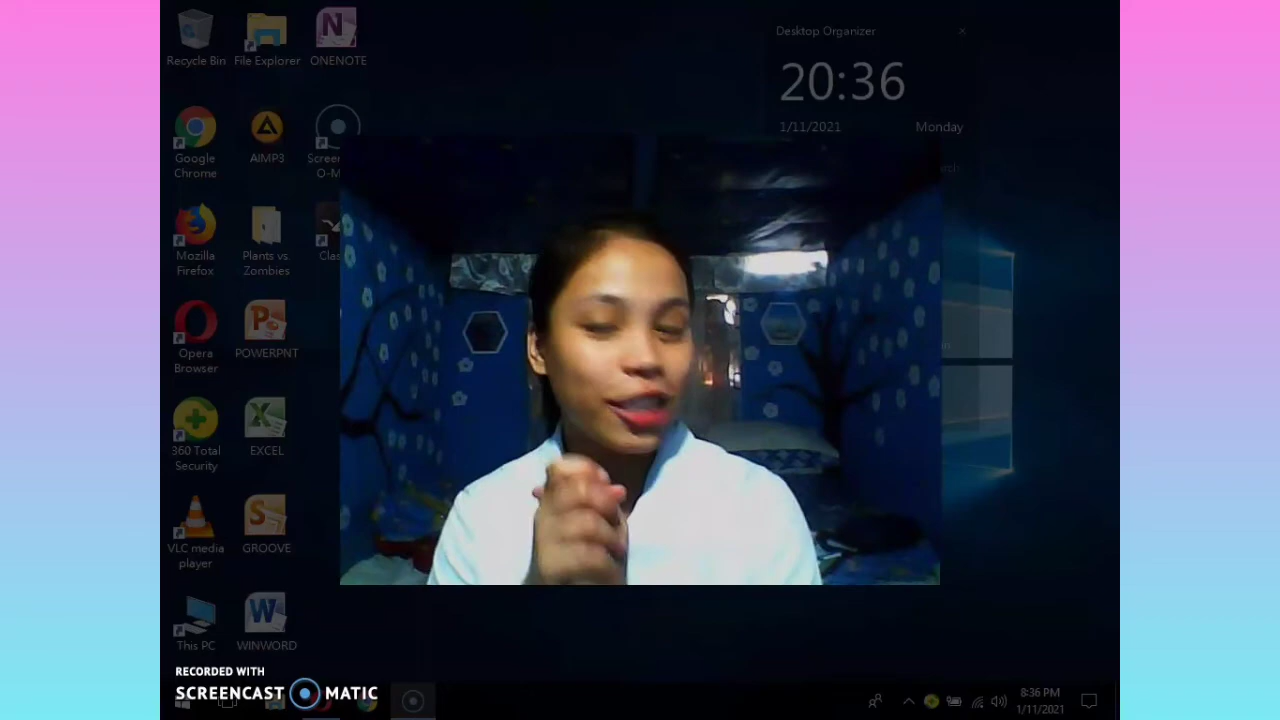 Desktop Organizer
20:36
1/11/2021 Monday
Recycle Bin
File Explorer
N
ONENOTE
Google
Chrome
AIMP3
Screen
O-M
Mozilla
Firefox
Plants vs.
Zombies
Clas
Opera
Browser
POWERPNT
360 Total
Security
EXCEL
VLC media
player
S
GROOVE
This PC
W
WINWORD
RECORDED WITH
SCREENCAST MATIC
8:36 PM
1/11/2021